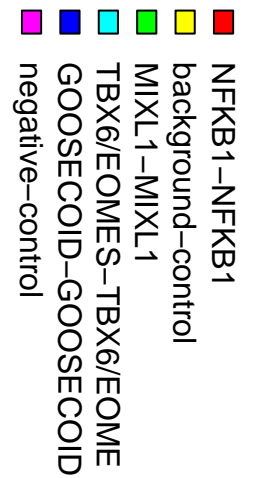 NFKB1−NFKB1
background−control
MIXL1−MIXL1
TBX6/EOMES−TBX6/EOME
GOOSECOID−GOOSECOID
negative−control